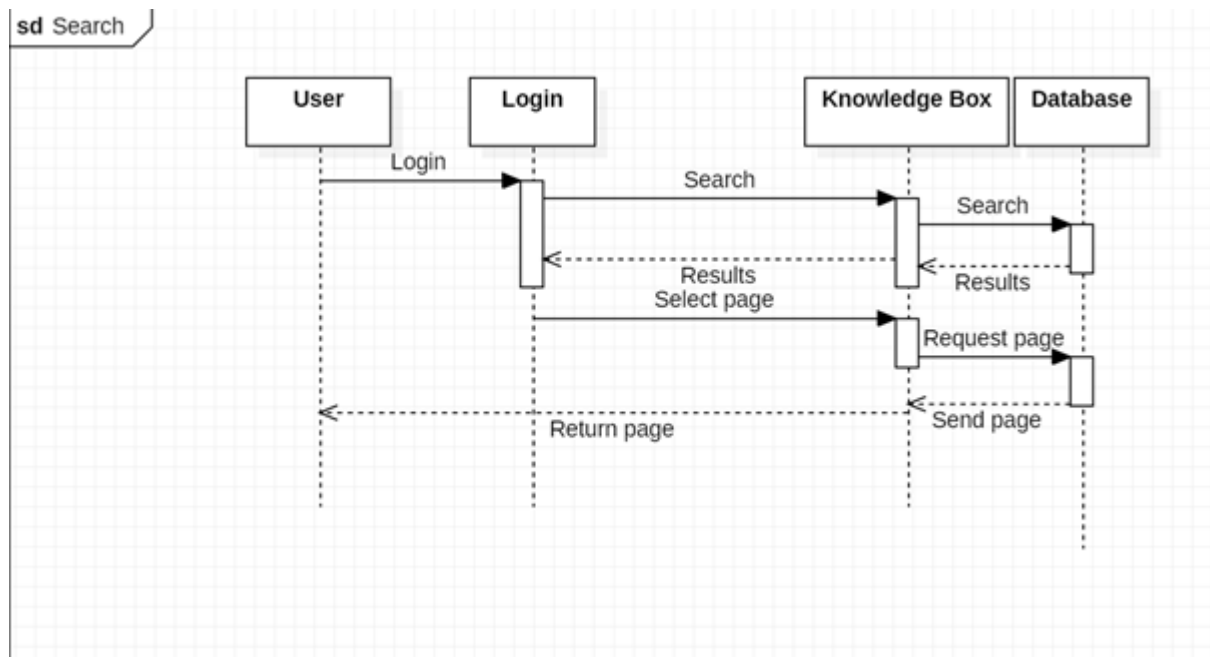 sd Search
User
Login
Knowledge Box
Database
Login
Search
Search
Results
Results
Select page
Request page
Send page
Return page